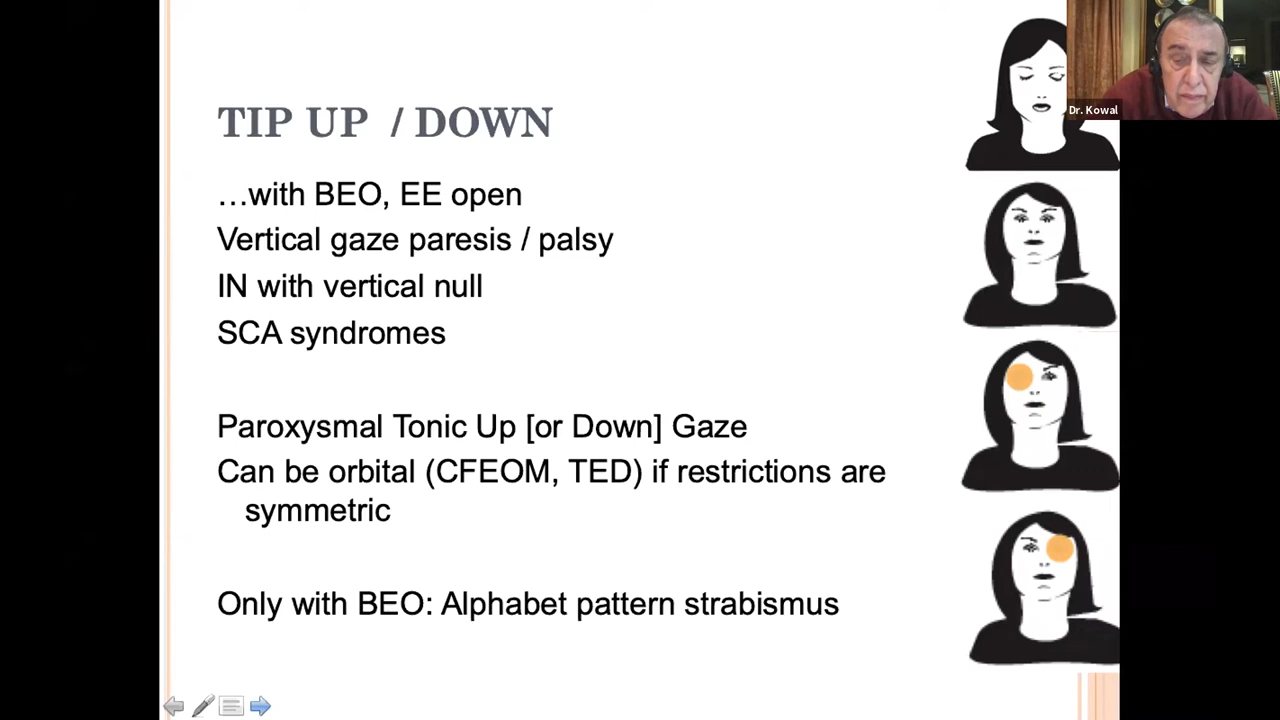 TIP UP / DOWN
…with BEO, EE open
Vertical gaze paresis / palsy
IN with vertical null
SCA syndromes
Paroxysmal Tonic Up [or Down] Gaze
Can be orbital (CFEOM, TED) if restrictions are
symmetric
Only with BEO: Alphabet pattern strabismus
Dr. Kowal